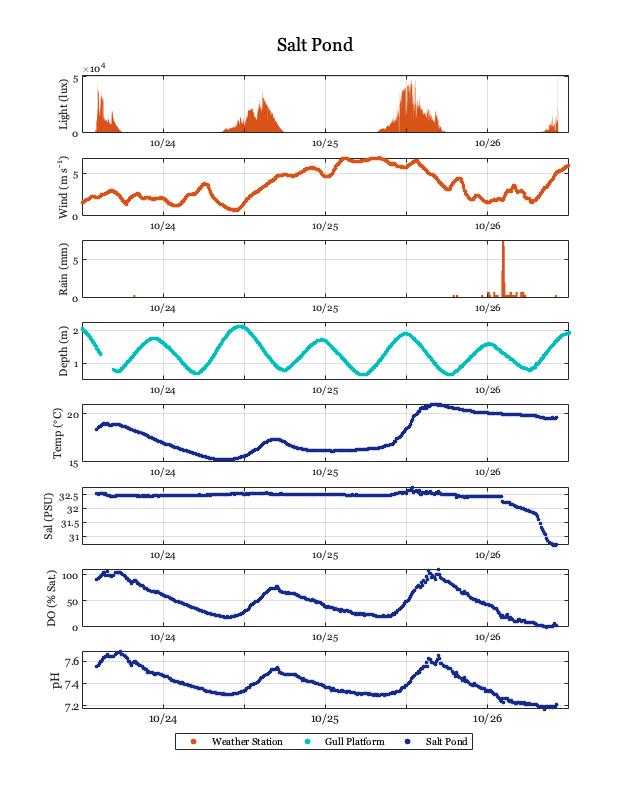 Salt Pond
×10⁴
5
0
Light (lux)
10/24 10/25 10/26
5
0
Wind (m s⁻¹)
10/24 10/25 10/26
5
0
Rain (mm)
10/24 10/25 10/26
2
1
Depth (m)
10/24 10/25 10/26
20
15
Temp (°C)
10/24 10/25 10/26
32.5
32
31.5
31
Sal (PSU)
10/24 10/25 10/26
100
50
0
DO (% Sat.)
10/24 10/25 10/26
7.6
7.4
7.2
pH
10/24 10/25 10/26
Weather Station Gull Platform Salt Pond